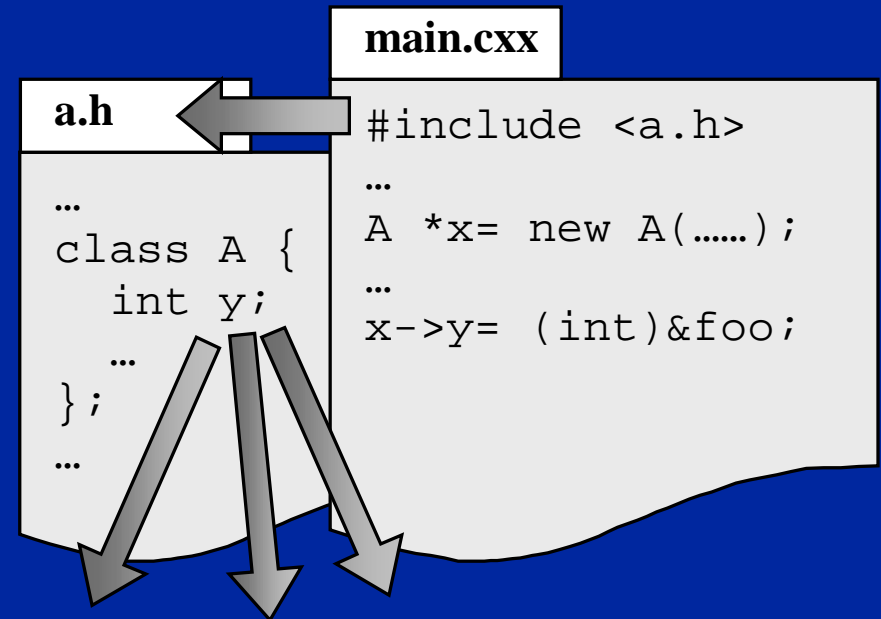 main.cxx
a.h
#include <a.h>
…
A *x= new A(……);
…
x->y= (int)&foo;
…
class A {
int y;
…
};
…